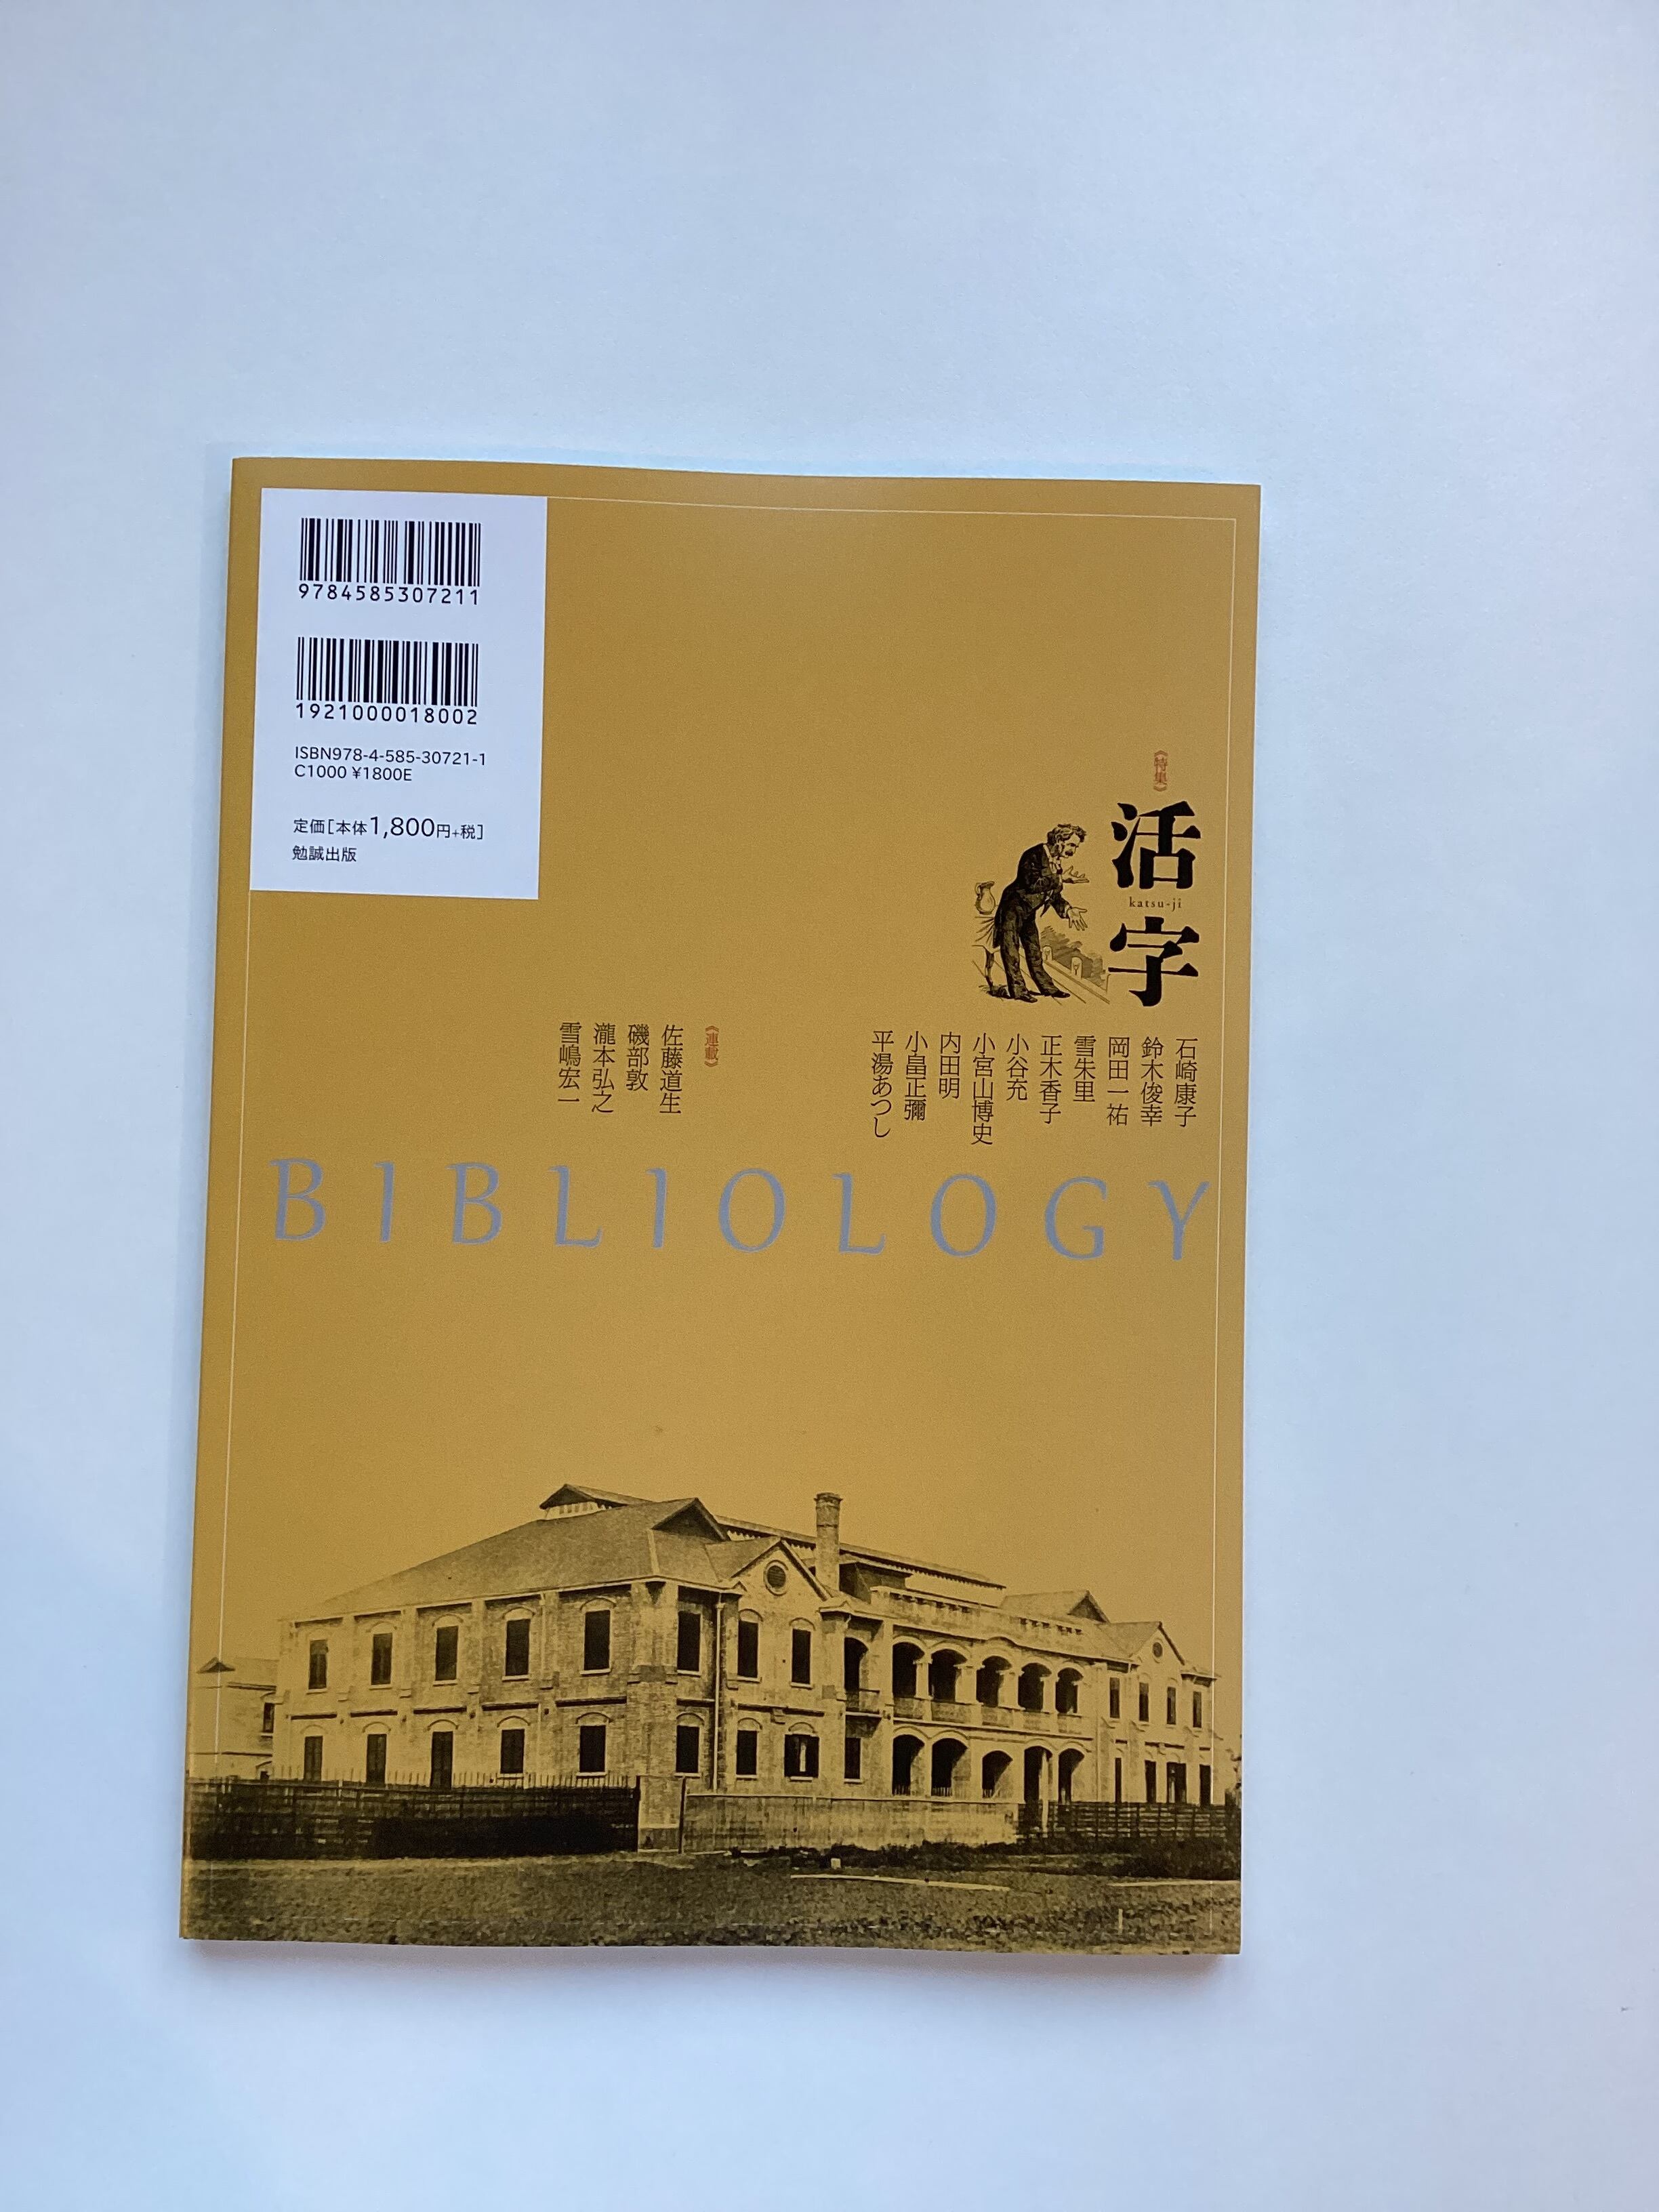 9784585307211
1921000018002
ISBN978-4-585-30721-1
C1000 ¥1800E
定価[本体1,800円+税]
勉誠出版
《特集》
活字
katsu-ji
石崎康子
鈴木俊幸
岡田一祐
雪朱里
正木香子
小谷充
小宮山博史
内田明
小畠正彌
平湯あつし
《連載》
佐藤道生
磯部敦
瀧本弘之
雪嶋宏一
BIBLIOLOGY